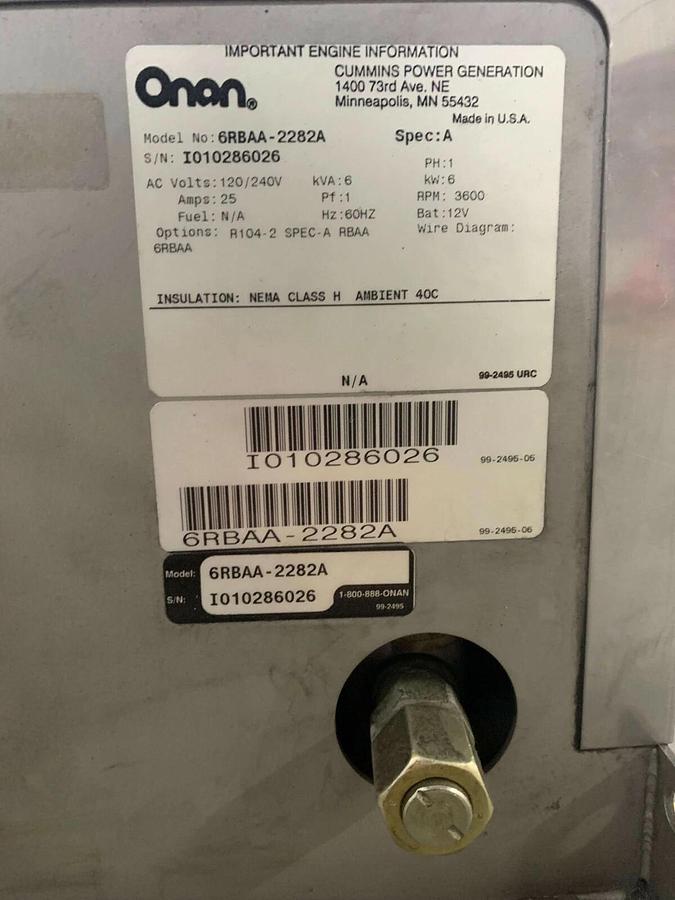 IMPORTANT ENGINE INFORMATION
Onan®
CUMMINS POWER GENERATION
1400 73rd Ave. NE
Minneapolis, MN 55432
Made in U.S.A.
Model No: 6RBAA-2282A Spec: A
S/N: I010286026
PH: 1
AC Volts: 120/240V kVA: 6 kW: 6
Amps: 25 Pf: 1 RPM: 3600
Fuel: N/A Hz: 60HZ Bat: 12V
Options: R104-2 SPEC-A RBAA Wire Diagram:
6RBAA
INSULATION: NEMA CLASS H AMBIENT 40C
N/A
99-2495 URC
I010286026
99-2495-05
6RBAA-2282A
99-2495-06
Model: 6RBAA-2282A
S/N: I010286026
1-800-888-ONAN
99-2495